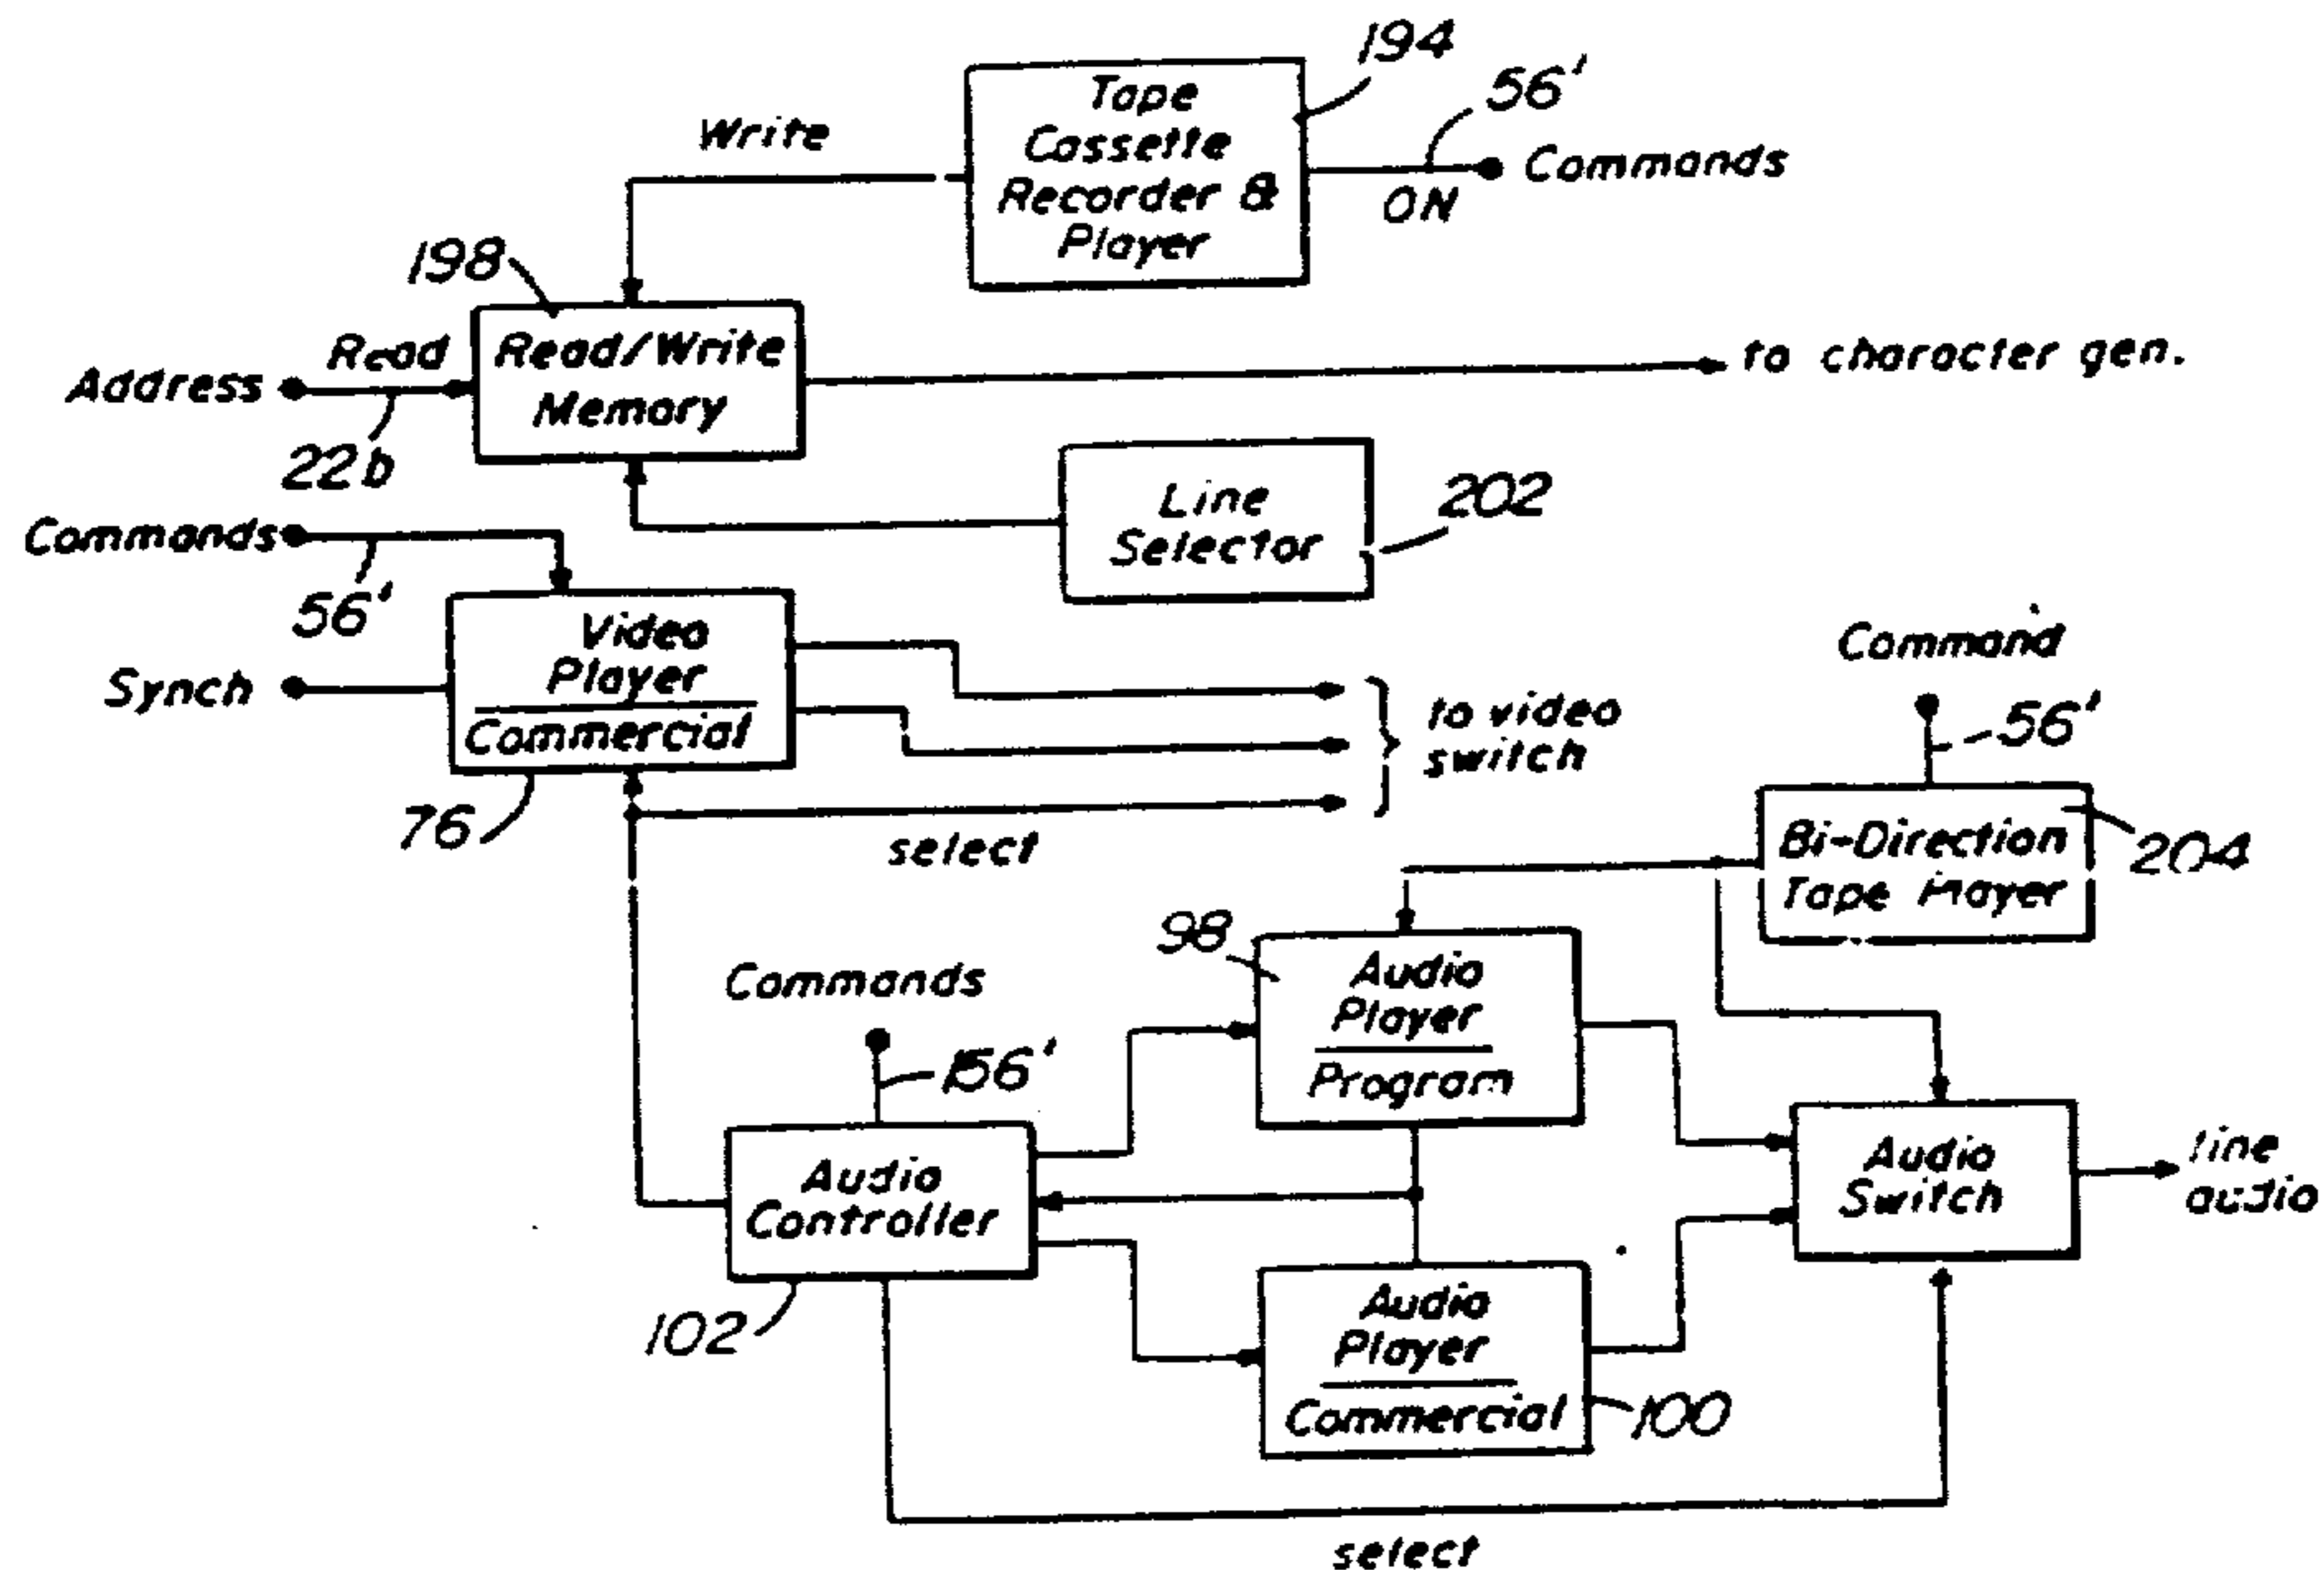 194
Tape
Cassette
Recorder &
Player
56'
Commands
ON
Write
198
Read/Write
Memory
Read
Address
22b
to character gen.
Line
Selector
202
Commands
56'
Synch
Video
Player
Commercial
76
to video
switch
select
Command
56'
Bi-Direction
Tape Player
204
98
Audio
Player
Program
Commands
56'
Audio
Controller
102
Audio
Player
Commercial
100
Audio
Switch
line
audio
select